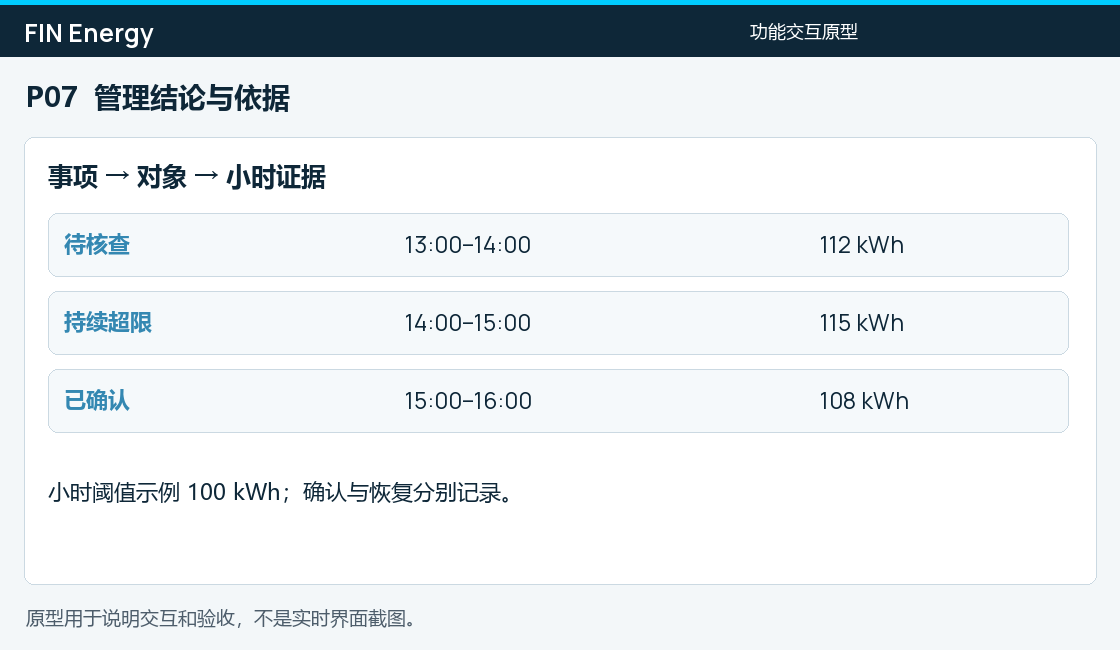 FIN Energy
功能交互原型
P07 管理结论与依据
事项 → 对象 → 小时证据
待核查 13:00–14:00 112 kWh
持续超限 14:00–15:00 115 kWh
已确认 15:00–16:00 108 kWh
小时阈值示例 100 kWh；确认与恢复分别记录。
原型用于说明交互和验收，不是实时界面截图。